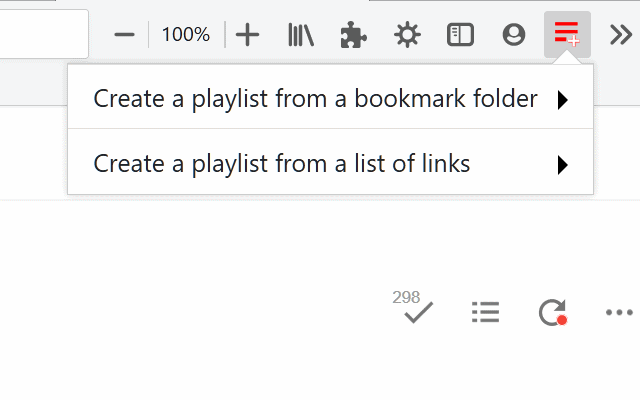 100%
Create a playlist from a bookmark folder
Create a playlist from a list of links
298